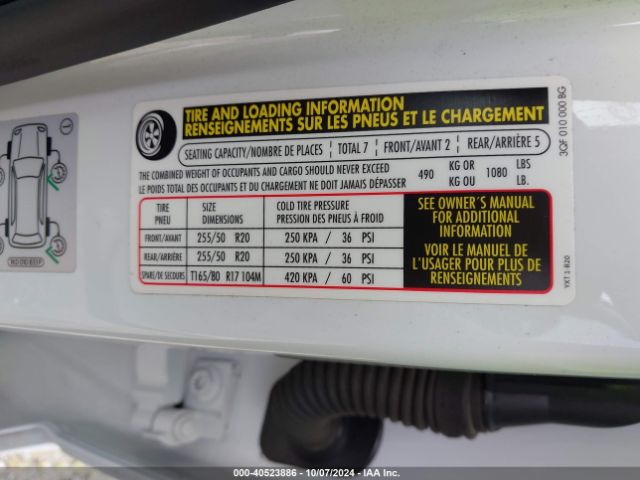 TIRE AND LOADING INFORMATION
RENSEIGNEMENTS SUR LES PNEUS ET LE CHARGEMENT
SEATING CAPACITY/NOMBRE DE PLACES TOTAL 7 FRONT/AVANT 2 REAR/ARRIÈRE 5
THE COMBINED WEIGHT OF OCCUPANTS AND CARGO SHOULD NEVER EXCEED 490 KG OR 1080 LBS
LE POIDS TOTAL DES OCCUPANTS ET DU CHARGEMENT NE DOIT JAMAIS DÉPASSER KG OU LB.
TIRE SIZE COLD TIRE PRESSURE
PNEU DIMENSIONS PRESSION DES PNEUS À FROID
FRONT/AVANT 255/50 R20 250 KPA / 36 PSI
REAR/ARRIÈRE 255/50 R20 250 KPA / 36 PSI
SPARE/DE SECOURS T165/80 R17 104M 420 KPA / 60 PSI
SEE OWNER´S MANUAL
FOR ADDITIONAL
INFORMATION
VOIR LE MANUEL DE
L'USAGER POUR PLUS DE
RENSEIGNEMENTS
3QF 010 000 BG
YXT 1-R20
000-40523886 - 10/07/2024 - IAA Inc.